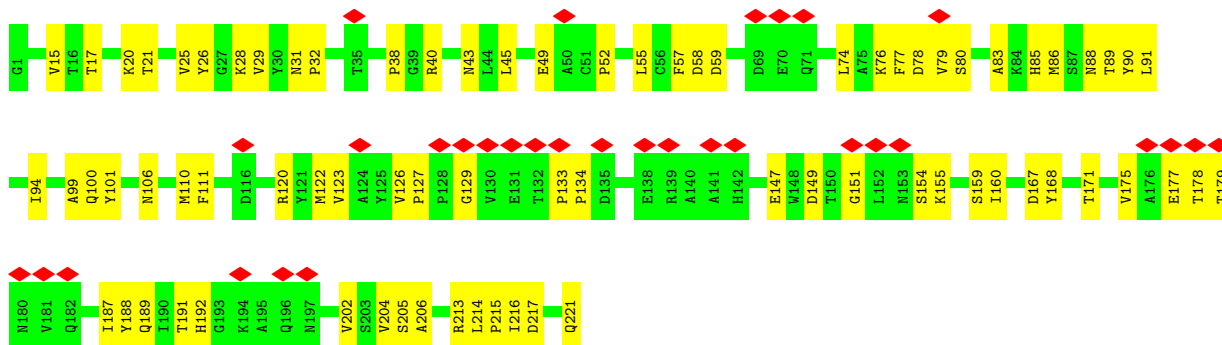 G1 V15 T16 T17 K20 T21 V25 Y26 G27 K28 V29 Y30 N31 P32 T35 P38 G39 R40 N43 L44 L45 E49 A50 C51 P52 L55 C56 F57 D58 D59 D69 E70 Q71 L74 A75 K76 F77 D78 V79 S80 A83 K84 H85 M86 S87 N88 T89 Y90 L91
I94 A99 Q100 Y101 N106 M110 F111 D116 R120 Y121 M122 V123 A124 Y125 V126 P127 P128 G129 V130 E131 T132 P133 P134 D135 E138 R139 A140 A141 H142 E147 W148 D149 T150 G151 L152 N153 S154 K155 S159 I160 D167 Y168 T171 V175 A176 E177 T178 T179
N180 V181 Q182 I187 Y188 Q189 I190 T191 H192 G193 K194 A195 Q196 N197 V202 S203 V204 S205 A206 R213 L214 P215 I216 D217 Q221